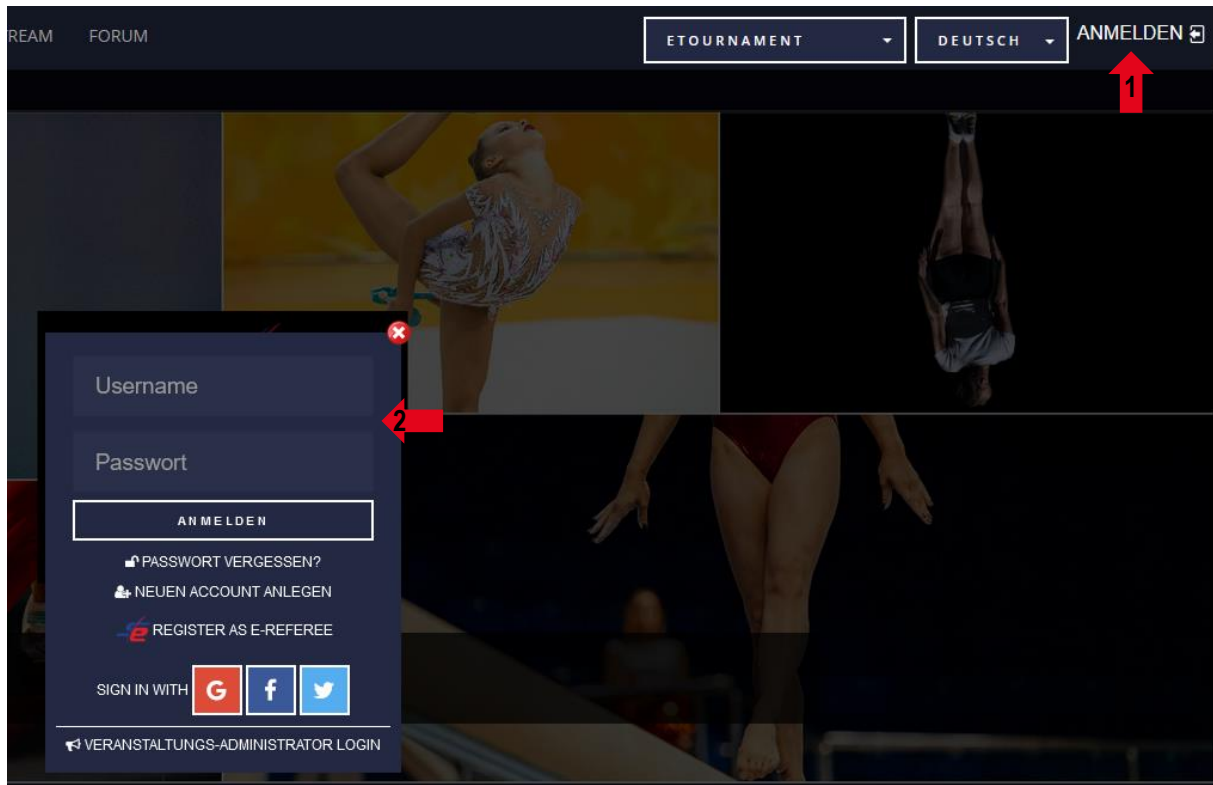 REAM FORUM ETOURNAMENT DEUTSCH ANMELDEN
1
Username
2
Passwort
ANMELDEN
PASSWORT VERGESSEN?
NEUEN ACCOUNT ANLEGEN
e REGISTER AS E-REFEREE
SIGN IN WITH G f
VERANSTALTUNGS-ADMINISTRATOR LOGIN